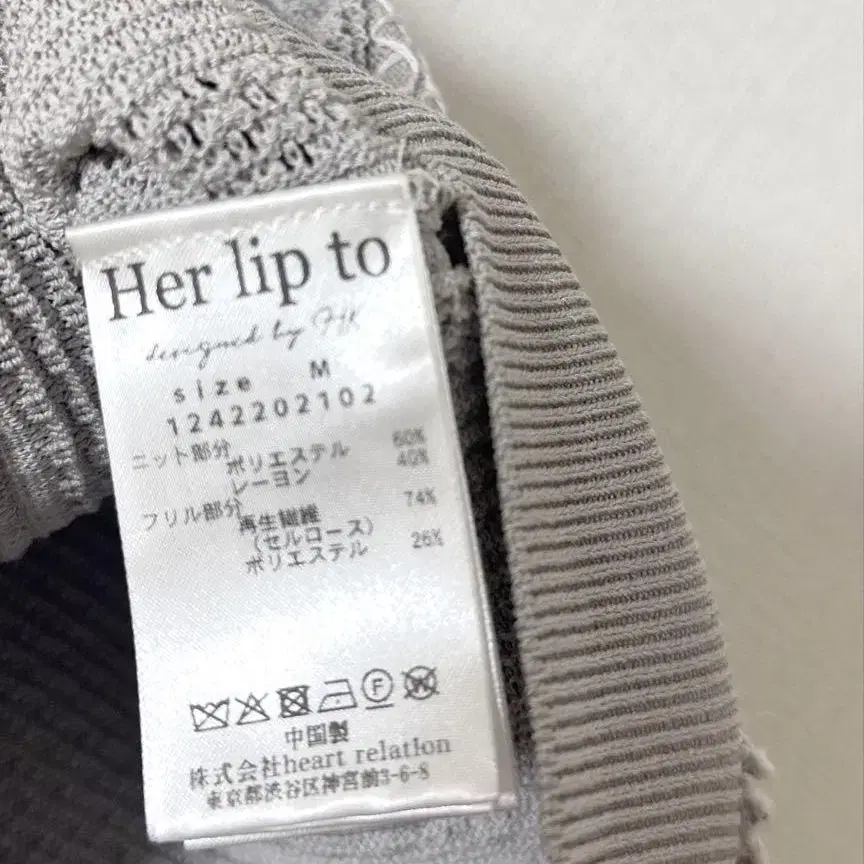 Her lip to
designed by HK
size M
1242202102
ニット部分
ポリエステル 60%
レーヨン 40%
フリル部分
再生繊維 74%
(セルロース)
ポリエステル 26%
F
W
中国製
株式会社heart relation
東京都渋谷区神宮前3-6-8